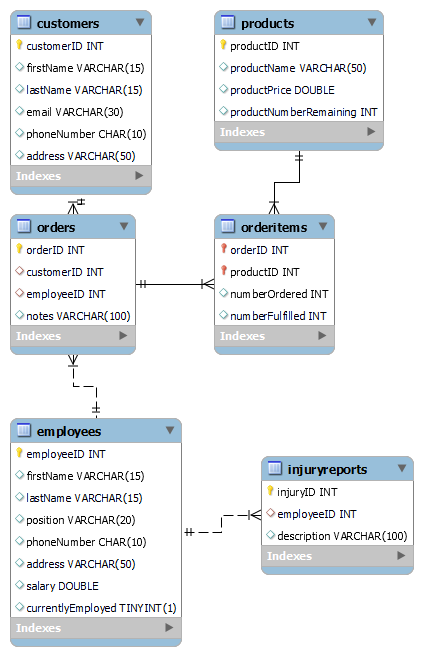 customers
customerID INT
firstName VARCHAR(15)
lastName VARCHAR(15)
email VARCHAR(30)
phoneNumber CHAR(10)
address VARCHAR(50)
Indexes
products
productID INT
productName VARCHAR(50)
productPrice DOUBLE
productNumberRemaining INT
Indexes
orders
orderID INT
customerID INT
employeeID INT
notes VARCHAR(100)
Indexes
orderitems
orderID INT
productID INT
numberOrdered INT
numberFulfilled INT
Indexes
employees
employeeID INT
firstName VARCHAR(15)
lastName VARCHAR(15)
position VARCHAR(20)
phoneNumber CHAR(10)
address VARCHAR(50)
salary DOUBLE
currentlyEmployed TINYINT(1)
Indexes
injuryreports
injuryID INT
employeeID INT
description VARCHAR(100)
Indexes